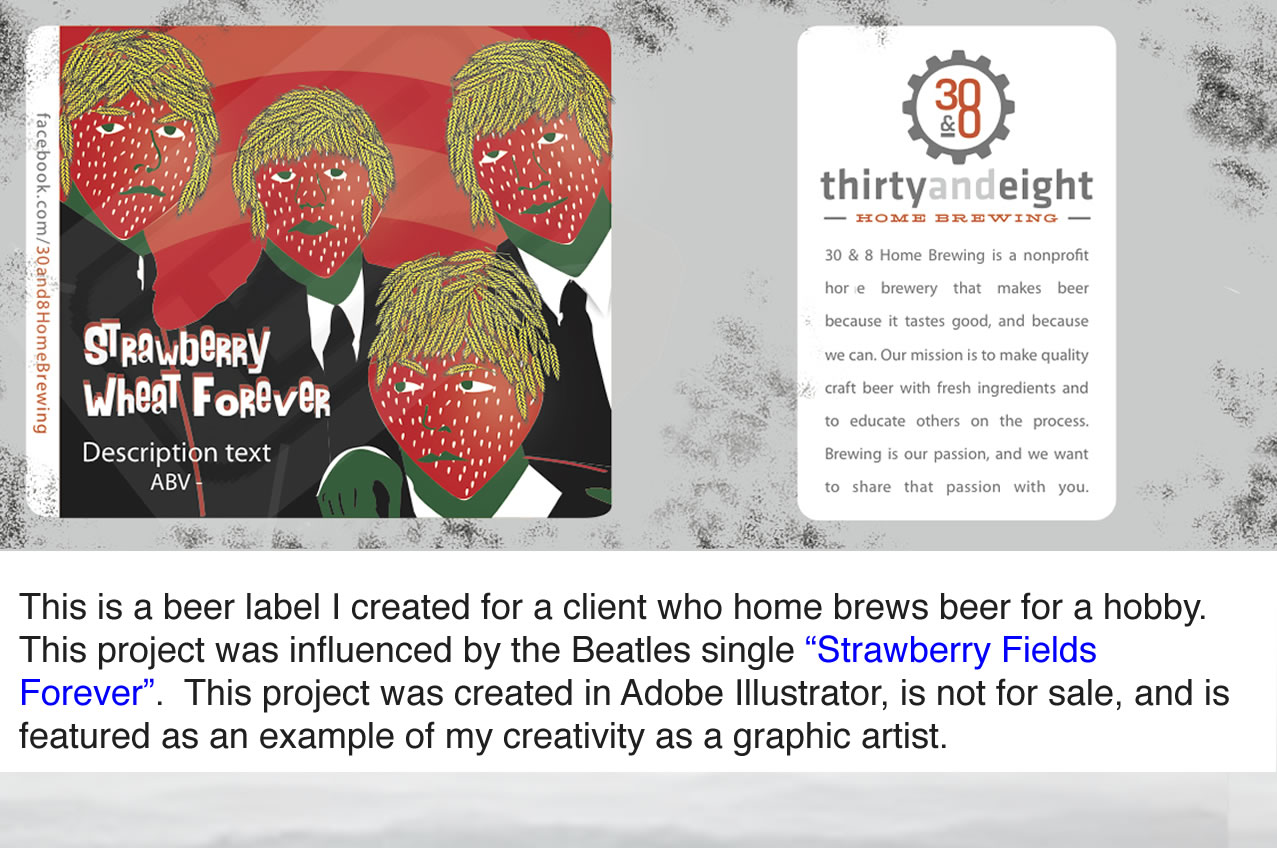 facebook.com/30and8HomeBrewing
Strawberry
Wheat Forever
Description text
ABV -
30
&8
thirtyandeight
HOME BREWING
30 & 8 Home Brewing is a nonprofit
brewery that makes beer
because it tastes good, and because
we can. Our mission is to make quality
craft beer with fresh ingredients and
to educate others on the process.
Brewing is our passion, and we want
to share that passion with you.
This is a beer label I created for a client who home brews beer for a hobby.
This project was influenced by the Beatles single “Strawberry Fields
Forever”.  This project was created in Adobe Illustrator, is not for sale, and is
featured as an example of my creativity as a graphic artist.